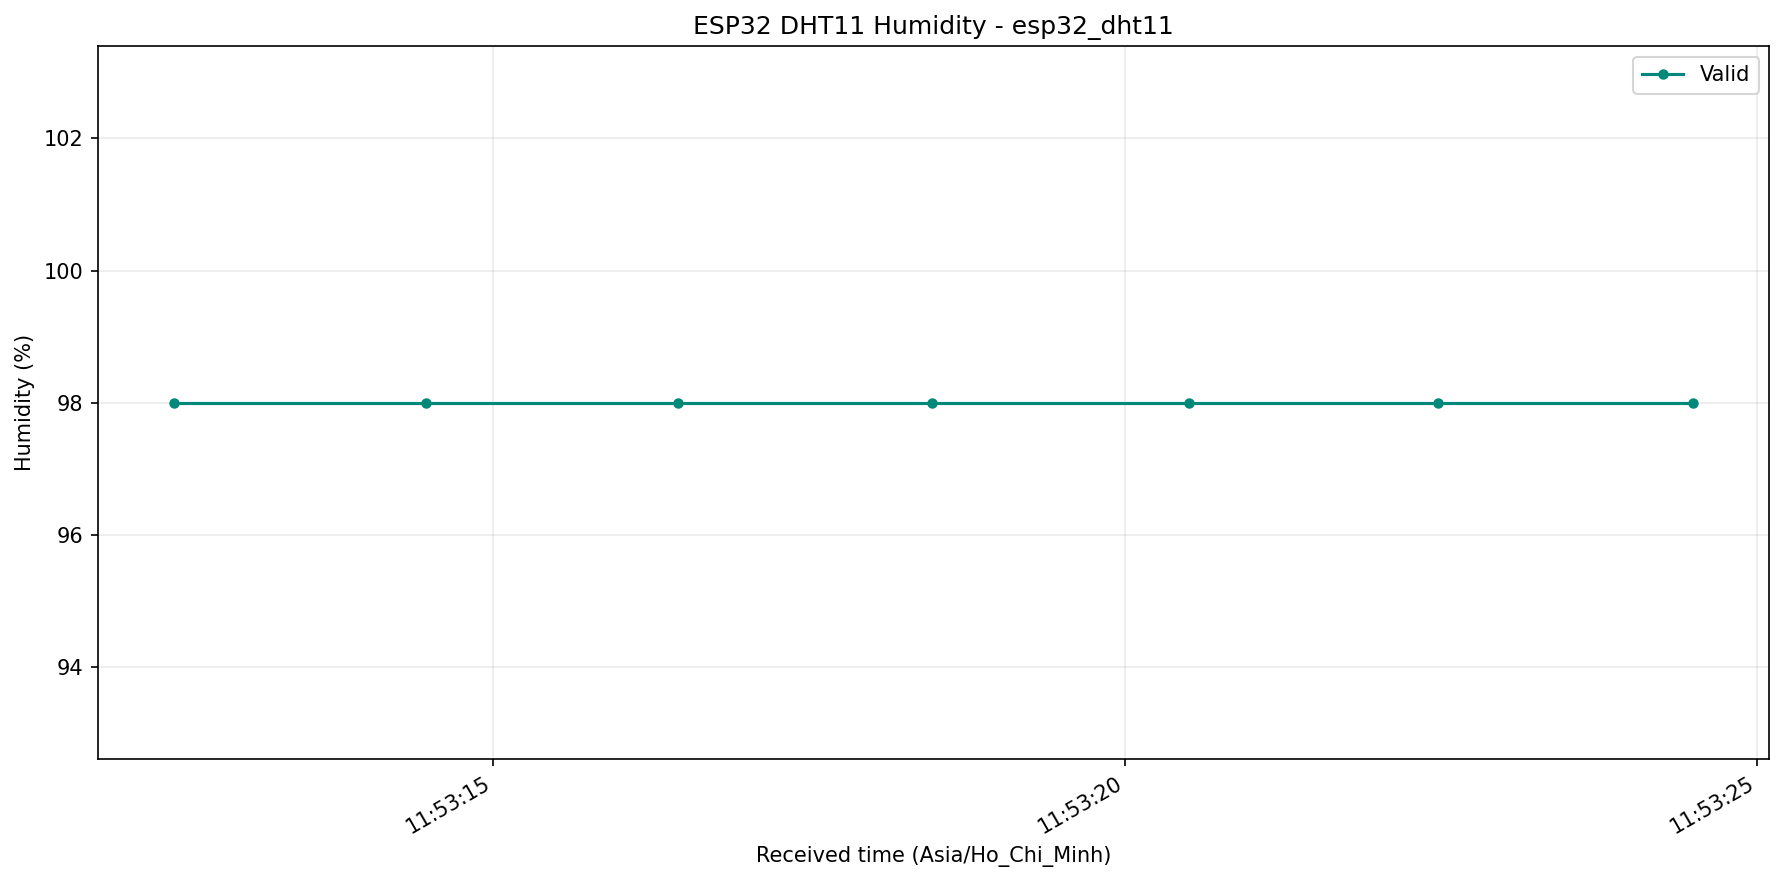 ESP32 DHT11 Humidity - esp32_dht11
Valid
102
100
98
96
94
Humidity (%)
11:53:15
11:53:20
11:53:25
Received time (Asia/Ho_Chi_Minh)